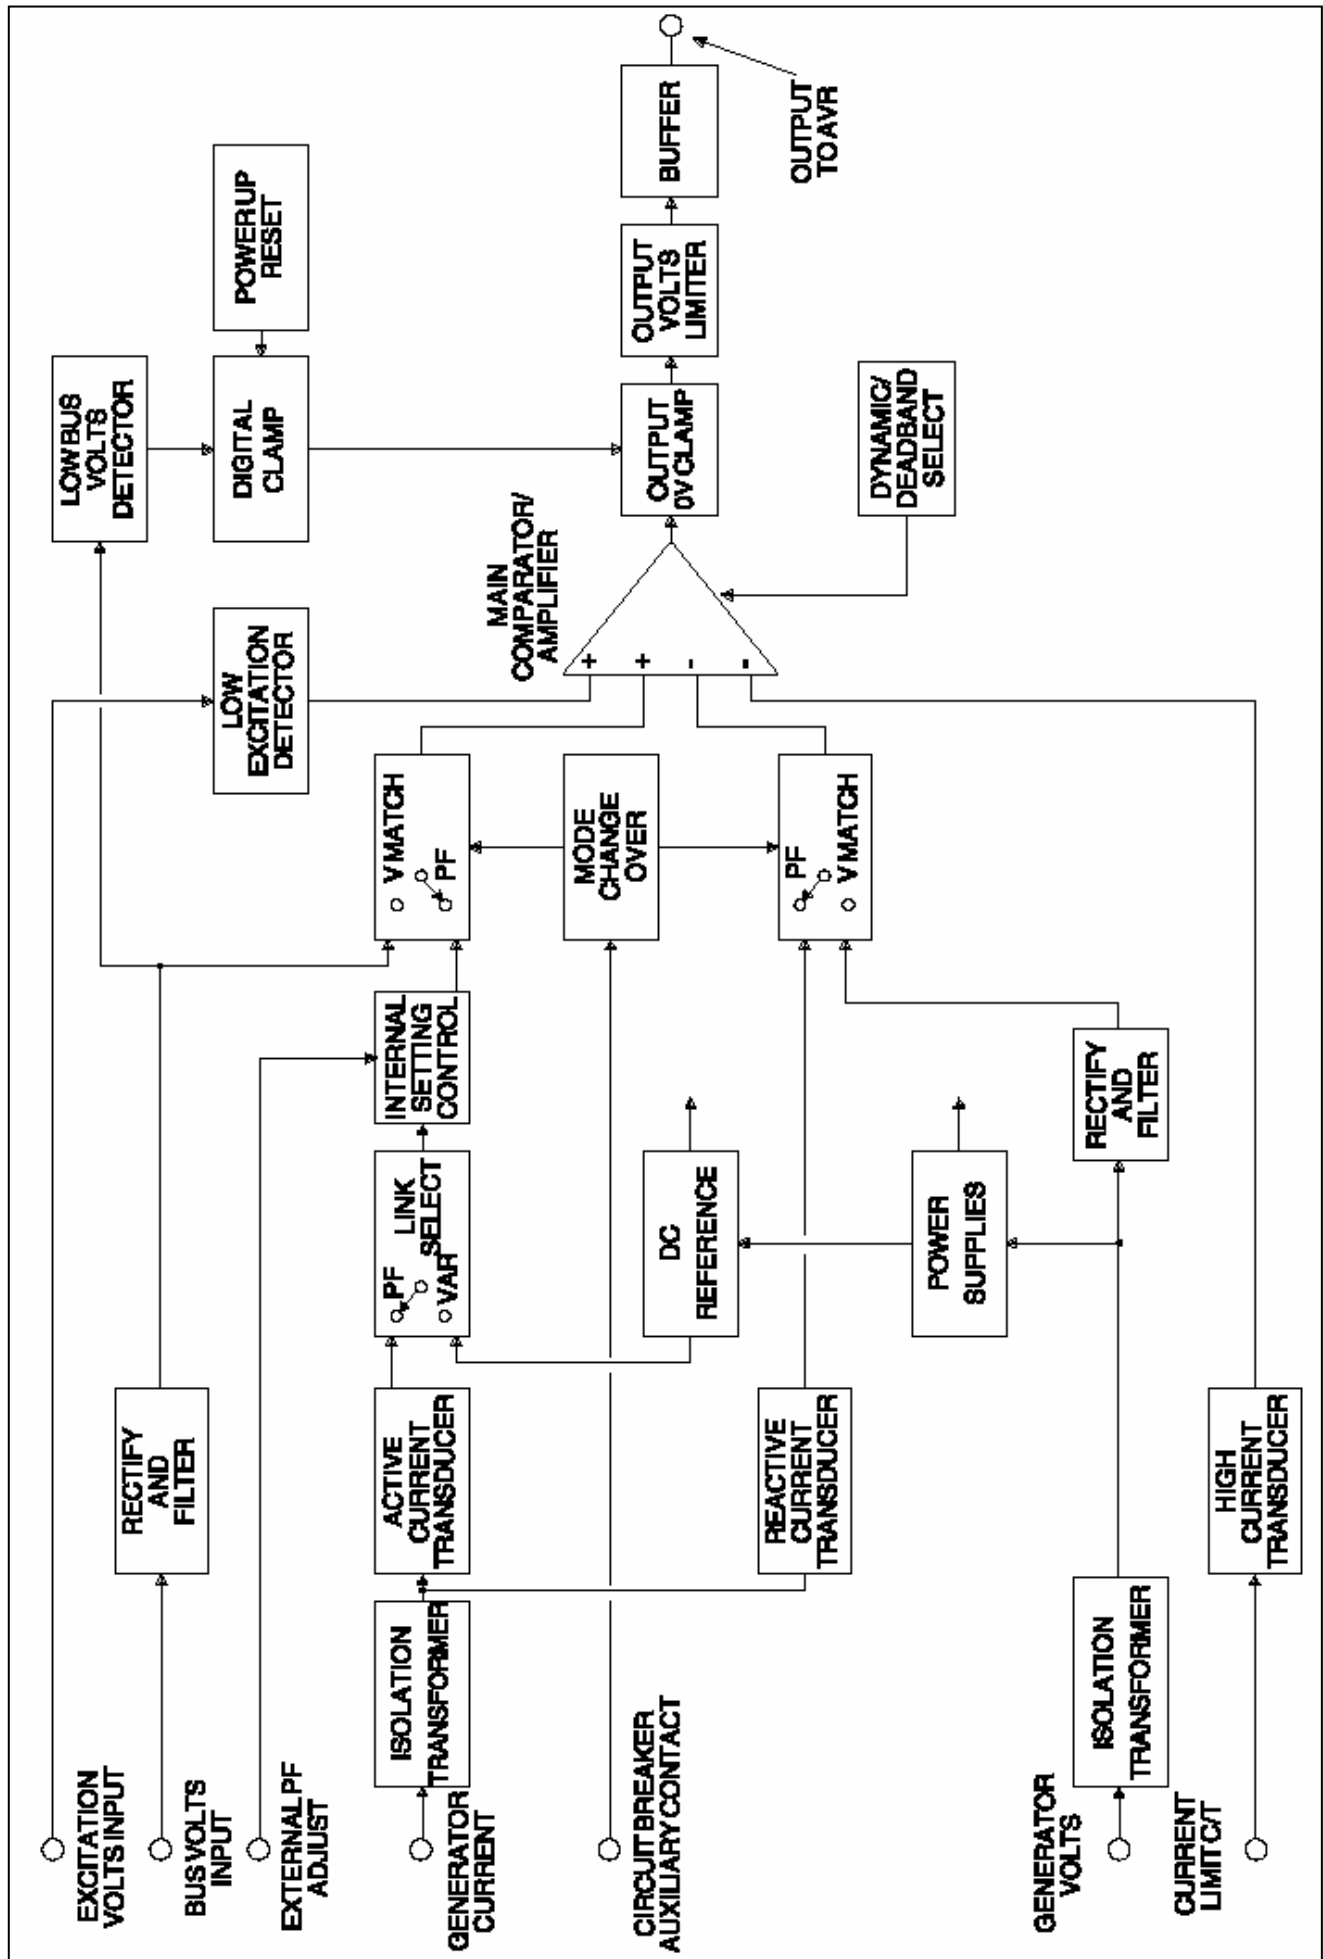 EXCITATION
VOLTS INPUT
BUS VOLTS
INPUT
EXTERNAL PF
ADJUST
GENERATOR
CURRENT
CIRCUIT BREAKER
AUXILIARY CONTACT
GENERATOR
VOLTS
CURRENT
LIMIT C/T
RECTIFY
AND
FILTER
ISOLATION
TRANSFORMER
ACTIVE
CURRENT
TRANSDUCER
REACTIVE
CURRENT
TRANSDUCER
ISOLATION
TRANSFORMER
HIGH
CURRENT
TRANSDUCER
PF
LINK
SELECT
VAR
INTERNAL
SETTING
CONTROL
DC
REFERENCE
POWER
SUPPLIES
RECTIFY
AND
FILTER
V MATCH
PF
MODE
CHANGE
OVER
PF
V MATCH
LOW
EXCITATION
DETECTOR
LOW BUS
VOLTS
DETECTOR
DIGITAL
CLAMP
POWER UP
RESET
MAIN
COMPARATOR/
AMPLIFIER
+
+
-
-
OUTPUT
0V CLAMP
OUTPUT
VOLTS
LIMITER
BUFFER
OUTPUT
TO AVR
DYNAMIC/
DEADBAND
SELECT